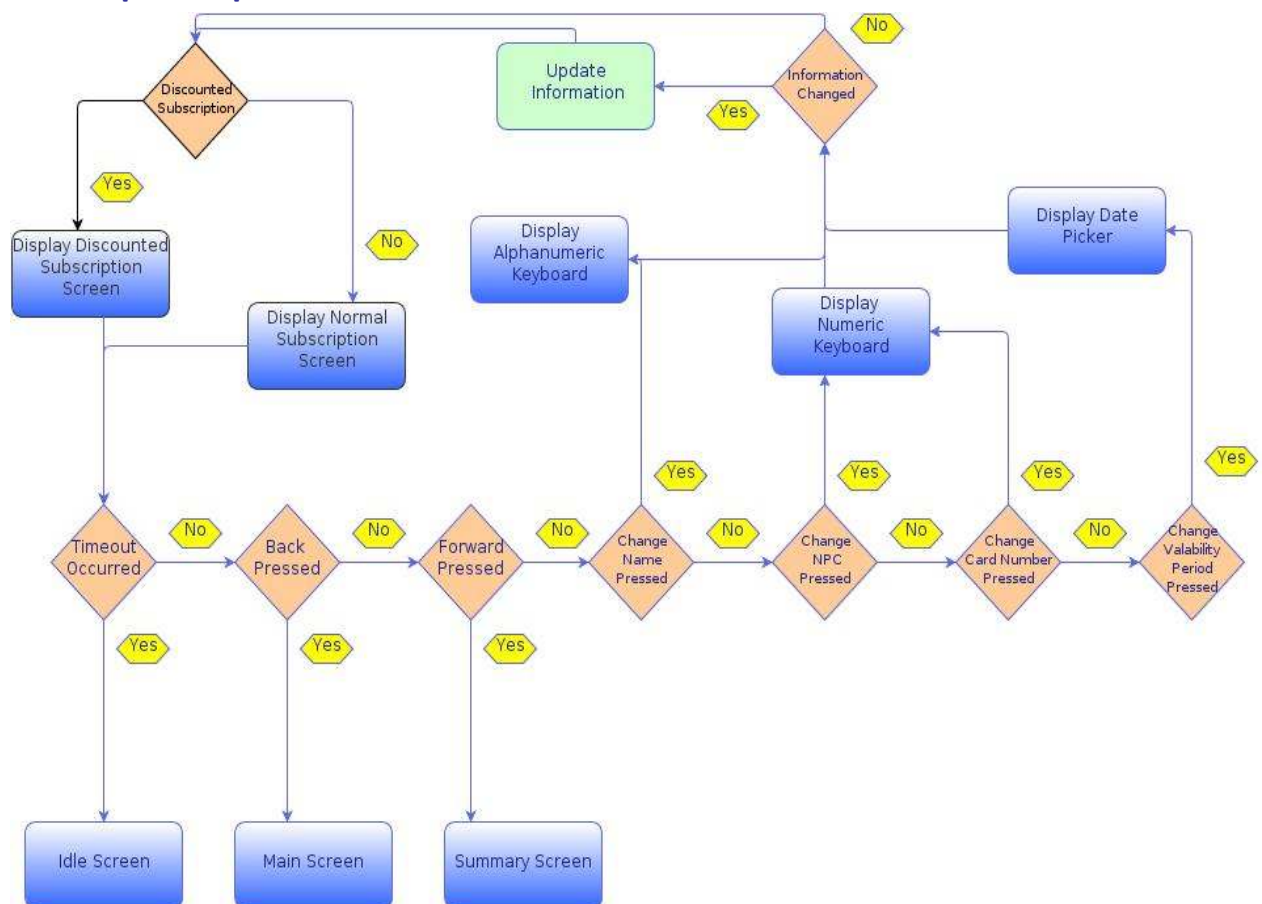 No
Update
Information
Information
Changed
Discounted
Subscription
Yes
Yes
Display Date
Picker
Display
Alphanumeric
Keyboard
No
Display Discounted
Subscription
Screen
Display
Numeric
Keyboard
Display Normal
Subscription
Screen
Yes
Yes
Yes
Yes
No
No
No
No
No
No
Timeout
Occurred
Back
Pressed
Forward
Pressed
Change
Name
Pressed
Change
NPC
Pressed
Change
Card Number
Pressed
Change
Valability
Period
Pressed
Yes
Yes
Yes
Idle Screen
Main Screen
Summary Screen